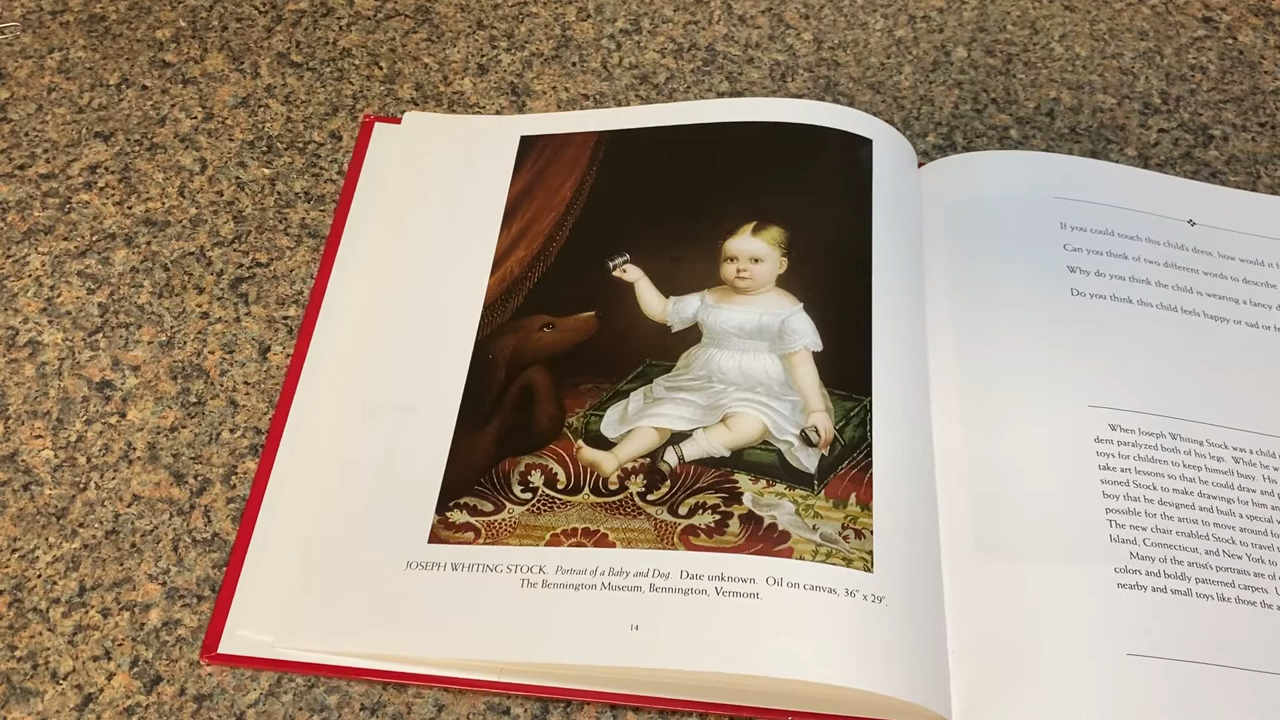 JOSEPH WHITING STOCK. Portrait of a Baby and Dog. Date unknown. Oil on canvas, 36" x 29".
The Bennington Museum, Bennington, Vermont.
14
If you could touch this child's dress, how would it
Can you think of two different words to describe
Why do you think the child is wearing a fancy
Do you think this child feels happy or sad or
When Joseph Whiting Stock was a child
dent paralyzed both of his legs. While he
toys for children to keep himself busy. His
take art lessons so that he could draw and
sioned Stock to make drawings for him
boy that he designed and built a special
possible for the artist to move around
The new chair enabled Stock to travel
Island, Connecticut, and New York to
Many of the artist's portraits are of
colors and boldly patterned carpets.
nearby and small toys like those the